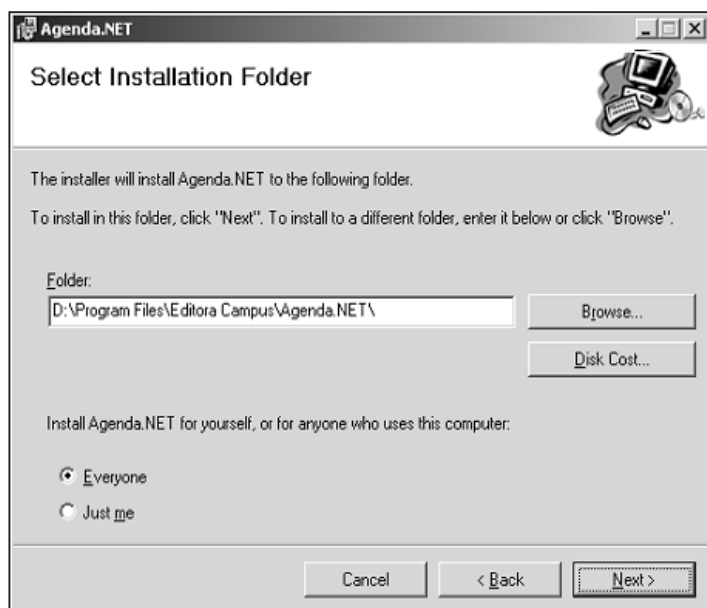 Agenda.NET
Select Installation Folder
The installer will install Agenda.NET to the following folder.
To install in this folder, click "Next". To install to a different folder, enter it below or click "Browse".
Folder:
D:\Program Files\Editora Campus\Agenda.NET\
Browse...
Disk Cost...
Install Agenda.NET for yourself, or for anyone who uses this computer:
Everyone
Just me
Cancel
< Back
Next >